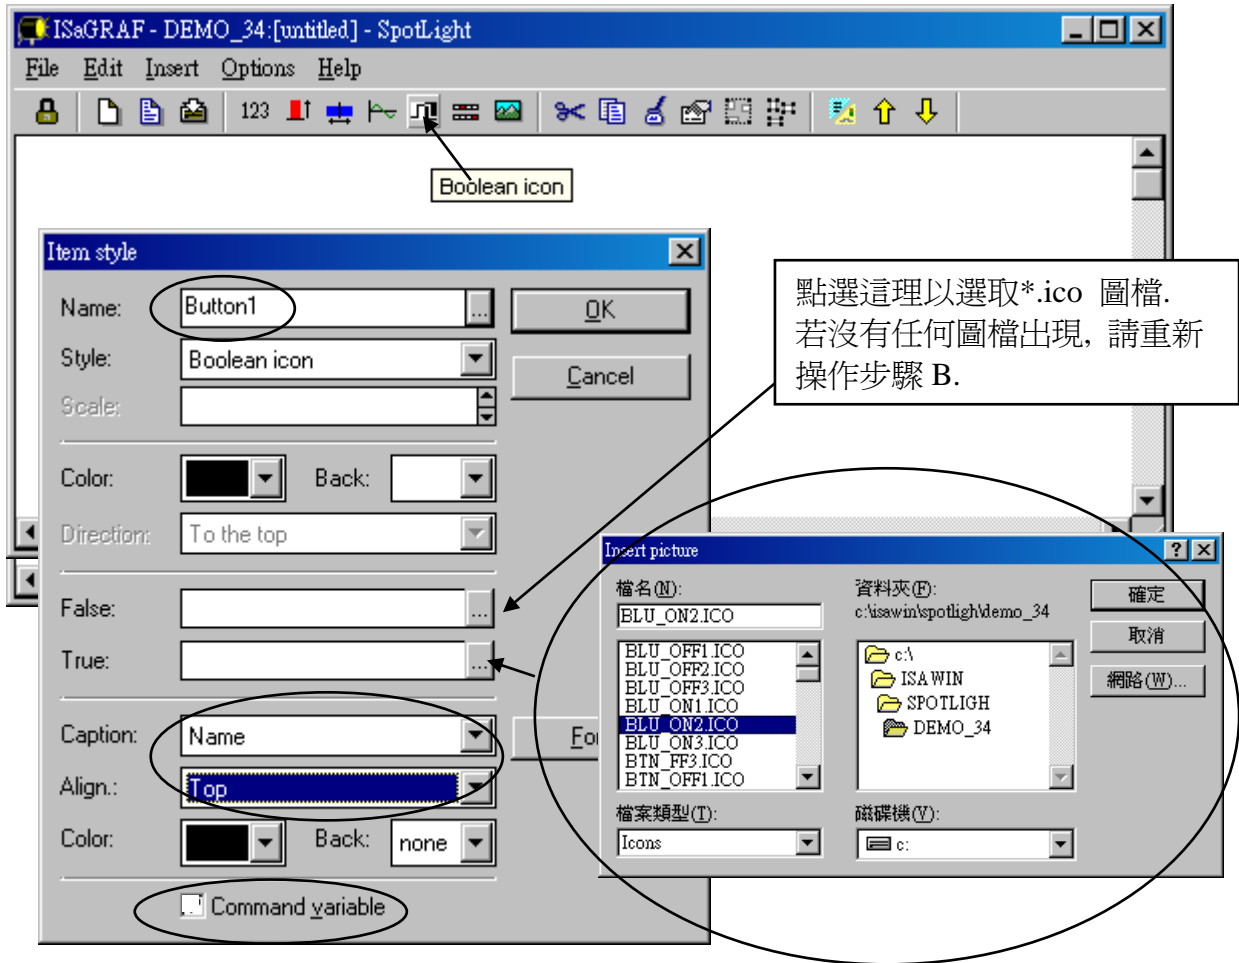 ISaGRAF - DEMO_34:[untitled] - SpotLight
File Edit Insert Options Help
123
Boolean icon
Item style
Name: Button1 ... OK
Style: Boolean icon
Cancel
Scale:
Color: Back:
Direction: To the top
False: ...
True: ...
Caption: Name
Align.: Top
Color: Back: none
Command variable
點選這理以選取*.ico 圖檔.
若沒有任何圖檔出現, 請重新
操作步驟 B.
Insert picture
檔名(N): 資料夾(F): 確定
BLU_ON2.ICO c:\isawin\spotligh\demo_34
取消
BLU_OFF1.ICO
BLU_OFF2.ICO
BLU_OFF3.ICO
BLU_ON1.ICO
BLU_ON2.ICO
BLU_ON3.ICO
BTN_FF3.ICO
BTN_OFF1.ICO
c:\
ISAWIN
SPOTLIGH
DEMO_34
網路(W)...
檔案類型(T): 磁碟機(V):
Icons c: